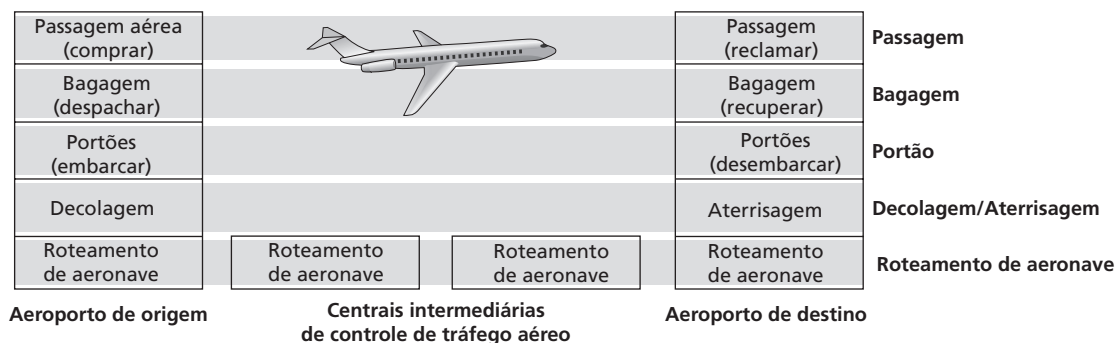 Passagem aérea
(comprar)
Passagem
(reclamar)
Passagem
Bagagem
(despachar)
Bagagem
(recuperar)
Bagagem
Portões
(embarcar)
Portões
(desembarcar)
Portão
Decolagem
Aterrisagem
Decolagem/Aterrisagem
Roteamento
de aeronave
Roteamento
de aeronave
Roteamento
de aeronave
Roteamento
de aeronave
Roteamento de aeronave
Aeroporto de origem
Centrais intermediárias
de controle de tráfego aéreo
Aeroporto de destino